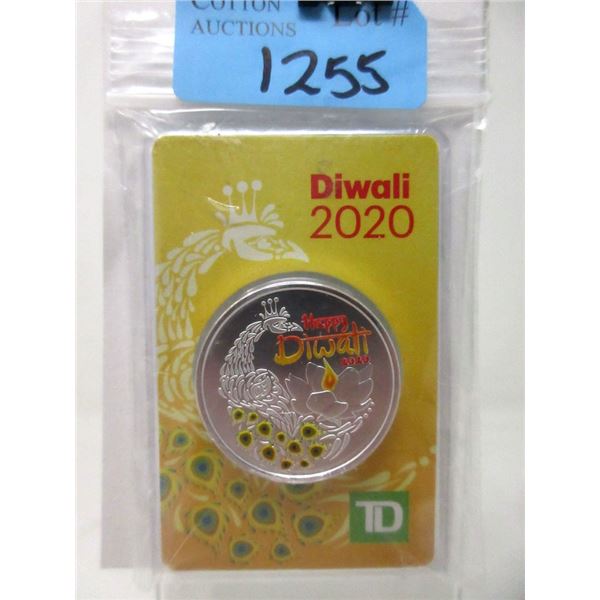 COTTON
AUCTIONS
Lot #
1255
Diwali
2020
Happy
Diwali
2020
TD